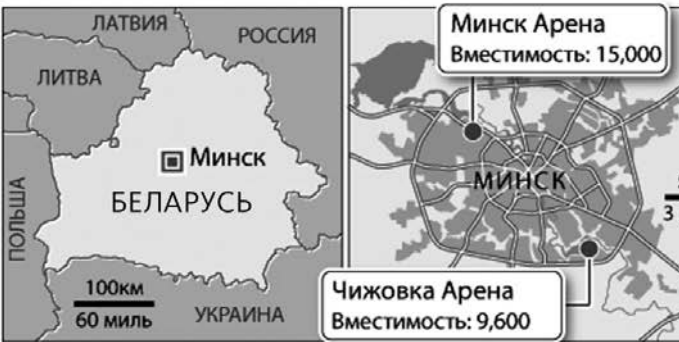 ЛАТВИЯ
РОССИЯ
ЛИТВА
Минск
БЕЛАРУСЬ
ПОЛЬША
100км
60 миль
УКРАИНА
Минск Арена
Вместимость: 15,000
МИНСК
3
Чижовка Арена
Вместимость: 9,600